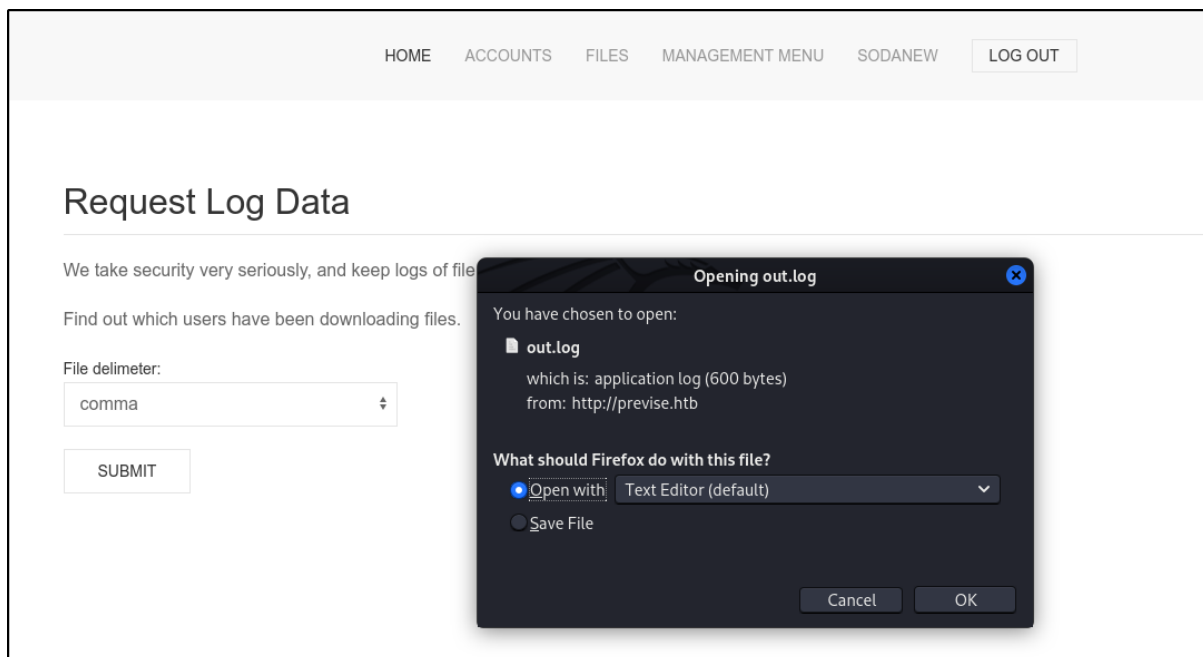 HOME ACCOUNTS FILES MANAGEMENT MENU SODANEW LOG OUT
Request Log Data
We take security very seriously, and keep logs of file
Find out which users have been downloading files.
File delimeter:
comma
SUBMIT
Opening out.log
You have chosen to open:
out.log
which is: application log (600 bytes)
from: http://previse.htb
What should Firefox do with this file?
Open with Text Editor (default)
Save File
Cancel OK